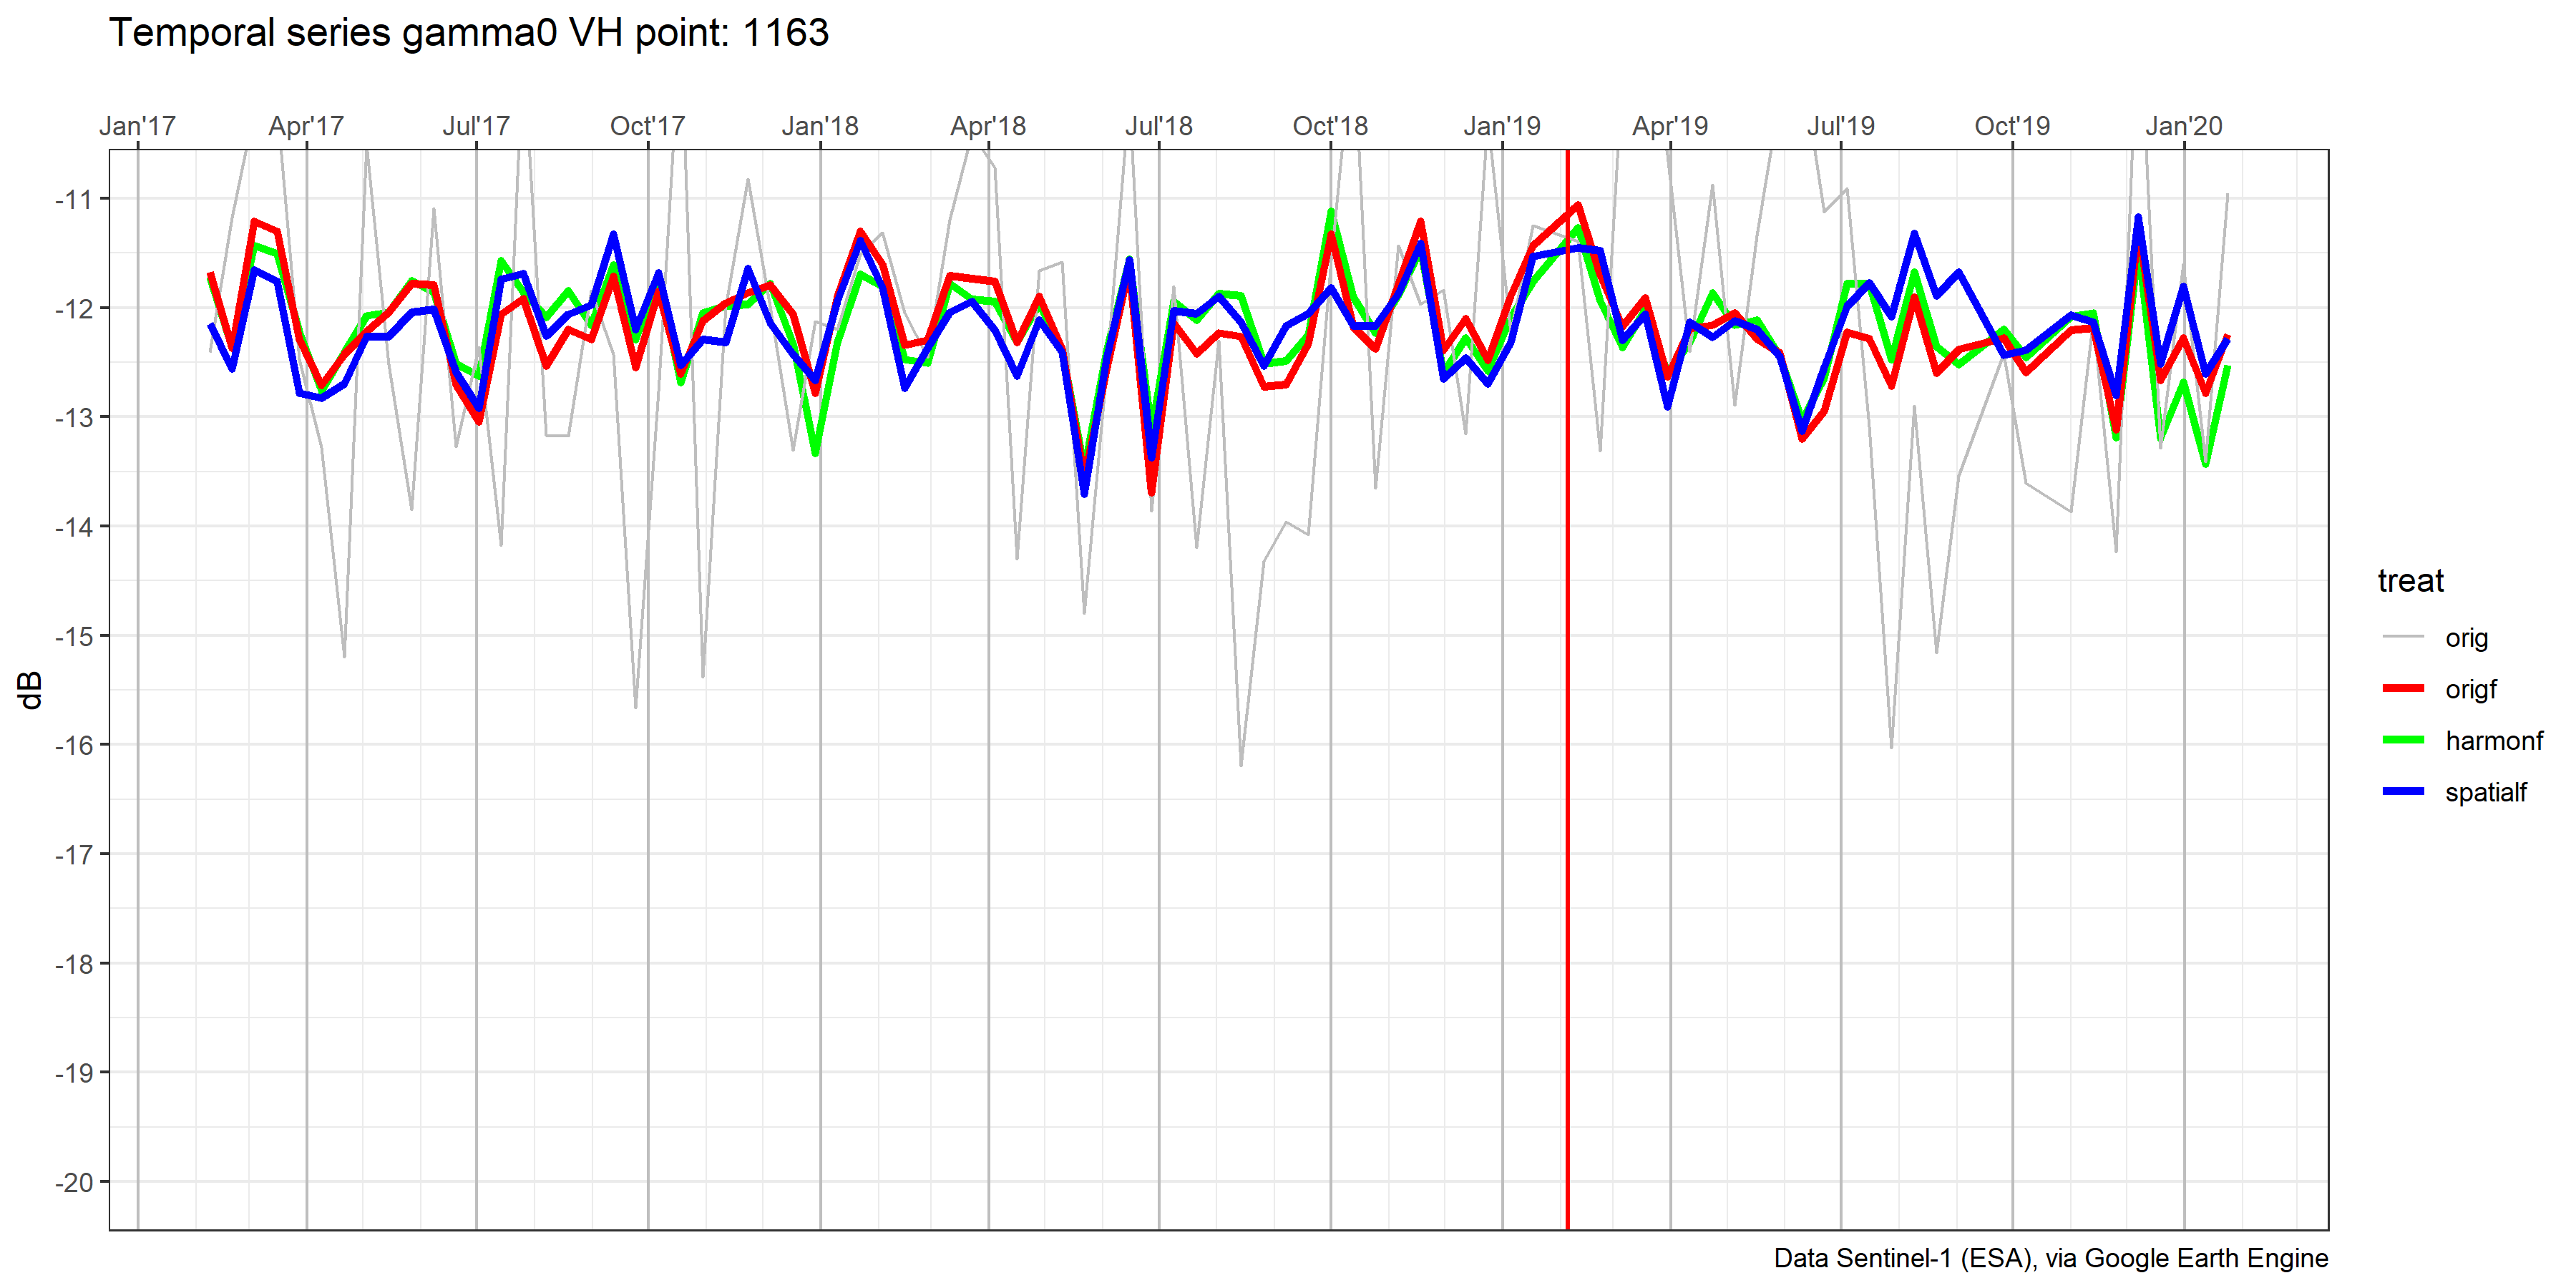 Temporal series gamma0 VH point: 1163
Jan'17 Apr'17 Jul'17 Oct'17 Jan'18 Apr'18 Jul'18 Oct'18 Jan'19 Apr'19 Jul'19 Oct'19 Jan'20
-11
-12
-13
-14
-15
-16
-17
-18
-19
-20
dB
treat
orig
origf
harmonf
spatialf
Data Sentinel-1 (ESA), via Google Earth Engine